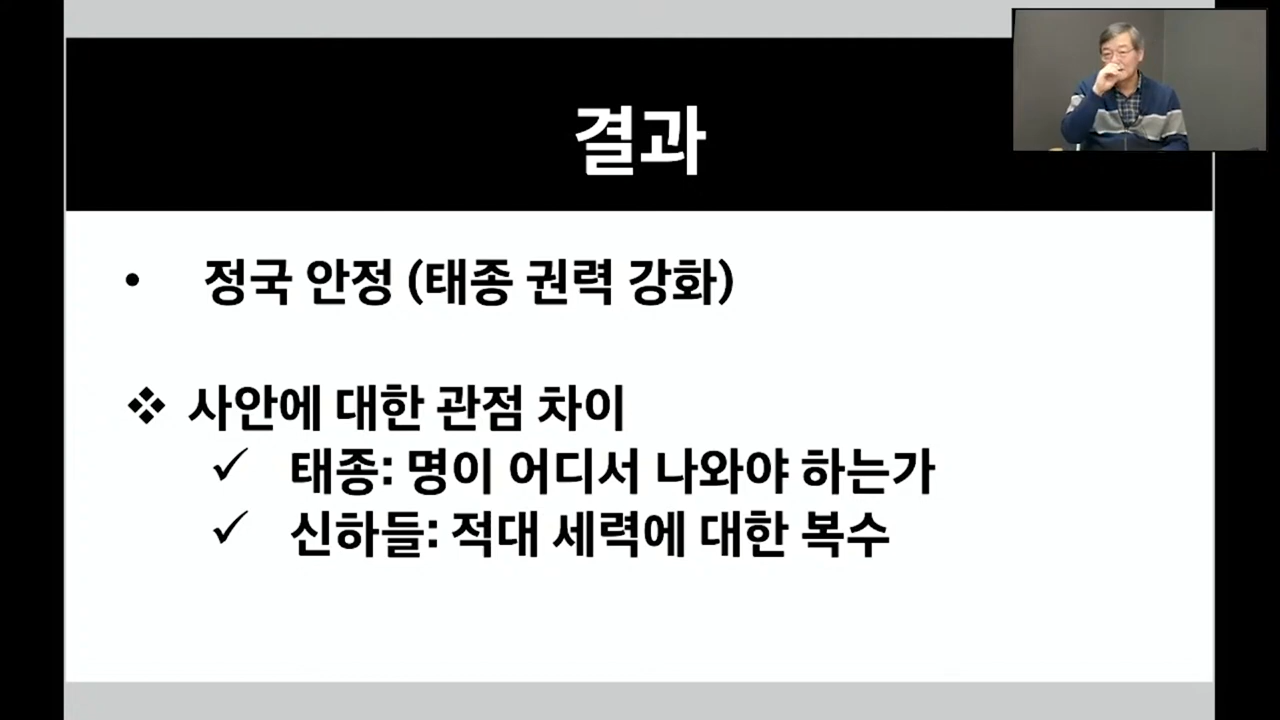 결과
• 정국 안정 (태종 권력 강화)
❖ 사안에 대한 관점 차이
✓ 태종: 명이 어디서 나와야 하는가
✓ 신하들: 적대 세력에 대한 복수